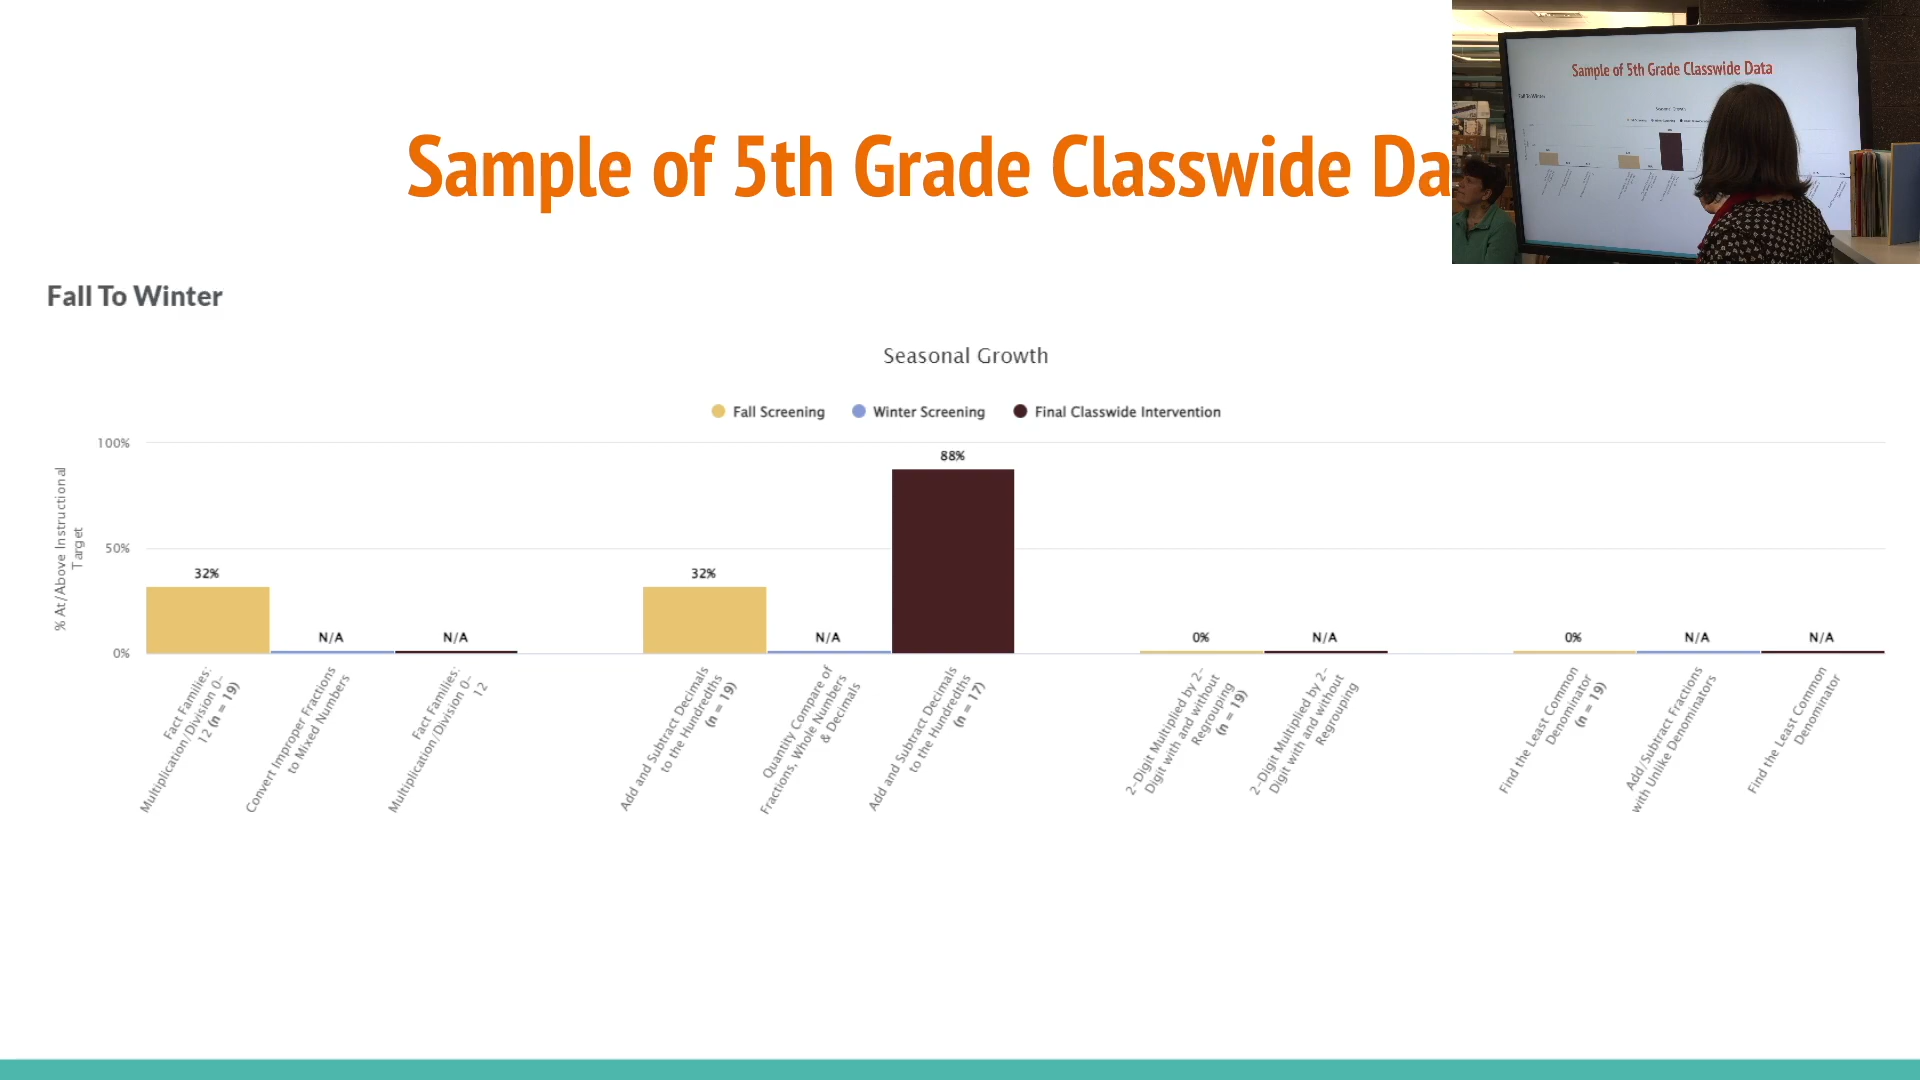 Sample of 5th Grade Classwide Da
Sample of 5th Grade Classwide Data
Fall To Winter
Fall To Winter
Seasonal Growth
Seasonal Growth
Fall Screening
Winter Screening
Final Classwide Intervention
% At/Above Instructional
Target
100%
50%
0%
32%
N/A
N/A
32%
N/A
88%
0%
N/A
0%
N/A
N/A
Fact Families:
Multiplication/Division 0-
12 (n = 19)
Convert Improper Fractions
to Mixed Numbers
Fact Families:
Multiplication/Division 0-
12
Add and Subtract Decimals
to the Hundredths
(n = 19)
Quantity Compare of
Fractions, Whole Numbers
& Decimals
Add and Subtract Decimals
to the Hundredths
(n = 17)
2-Digit Multiplied by 2-
Digit with and without
Regrouping
(n = 19)
2-Digit Multiplied by 2-
Digit with and without
Regrouping
Find the Least Common
Denominator
(n = 19)
Add/Subtract Fractions
with Unlike Denominators
Find the Least Common
Denominator